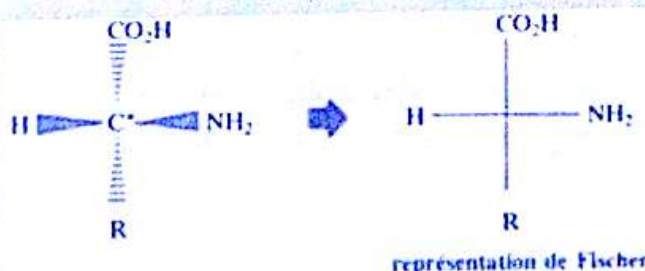 CO₂H
CO₂H
H C* NH₂
H NH₂
R
R
représentation de Fischer